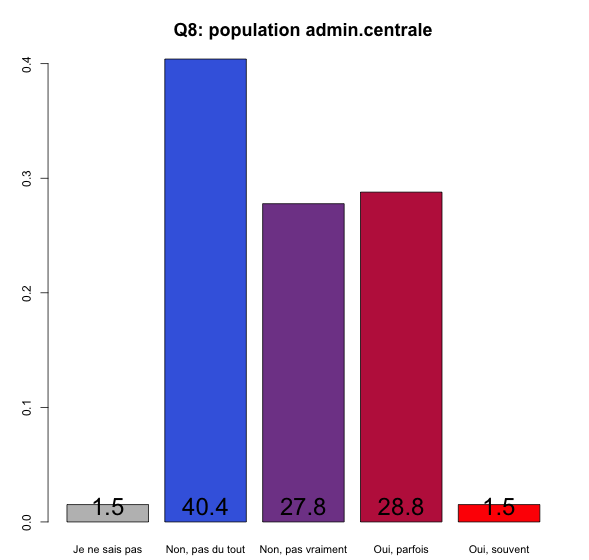 Q8: population admin.centrale
0.4
0.3
0.2
0.1
0.0
1.5 40.4 27.8 28.8 1.5
Je ne sais pas Non, pas du tout Non, pas vraiment Oui, parfois Oui, souvent